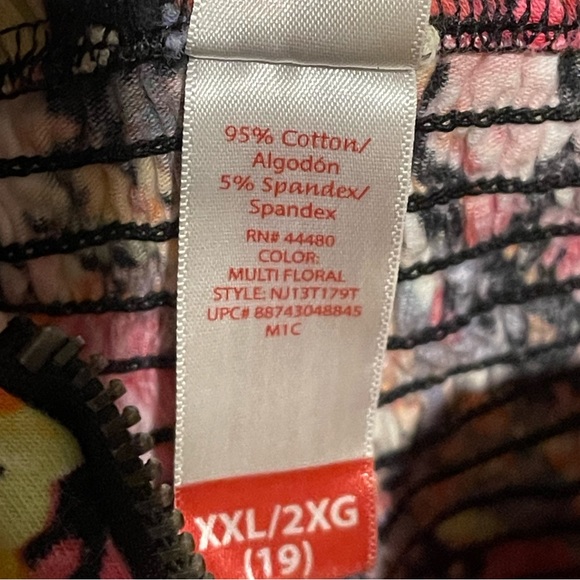 95% Cotton/
Algodón
5% Spandex/
Spandex
RN# 44480
COLOR:
MULTI FLORAL
STYLE: NJ13T179T
UPC# 88743048845
M1C
XXL/2XG
(19)